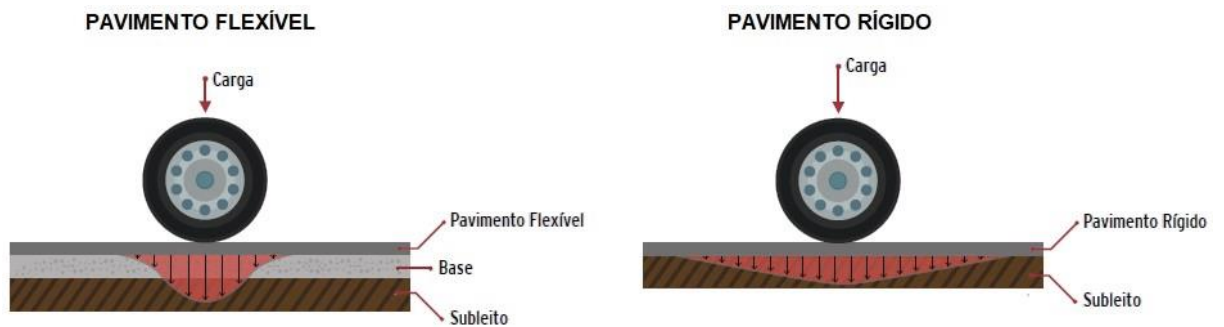 PAVIMENTO FLEXÍVEL
Carga
Pavimento Flexível
Base
Subleito
PAVIMENTO RÍGIDO
Carga
Pavimento Rígido
Subleito